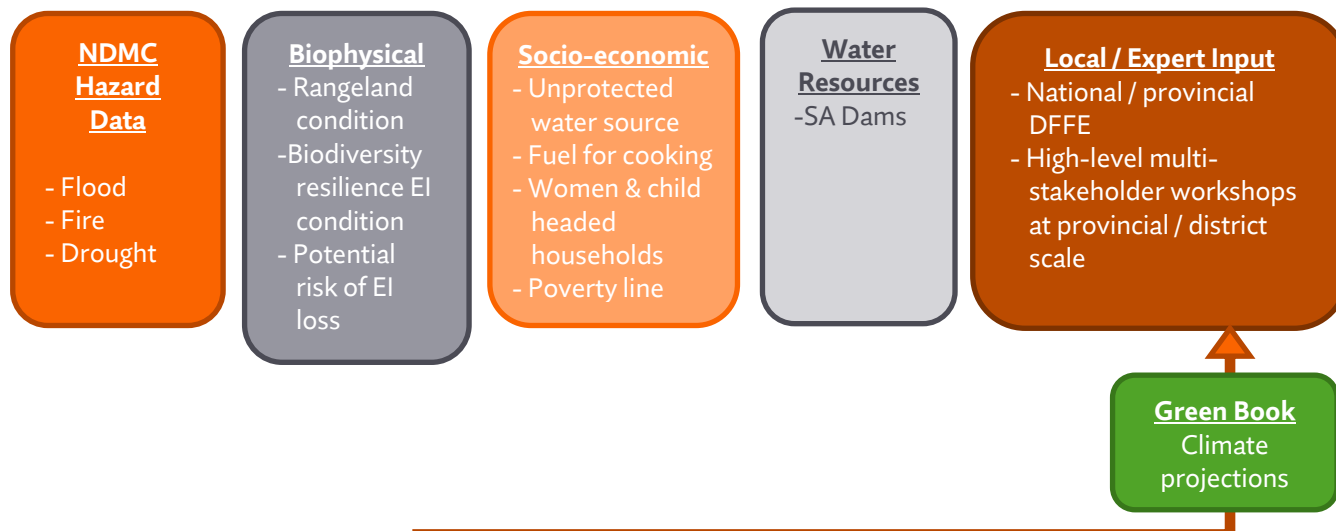 NDMC
Hazard
Data
- Flood
- Fire
- Drought
Biophysical
- Rangeland
condition
-Biodiversity
resilience EI
condition
- Potential
risk of EI
loss
Socio-economic
- Unprotected
water source
- Fuel for cooking
- Women & child
headed
households
- Poverty line
Water
Resources
-SA Dams
Local / Expert Input
- National / provincial
DFFE
- High-level multi-
stakeholder workshops
at provincial / district
scale
Green Book
Climate
projections